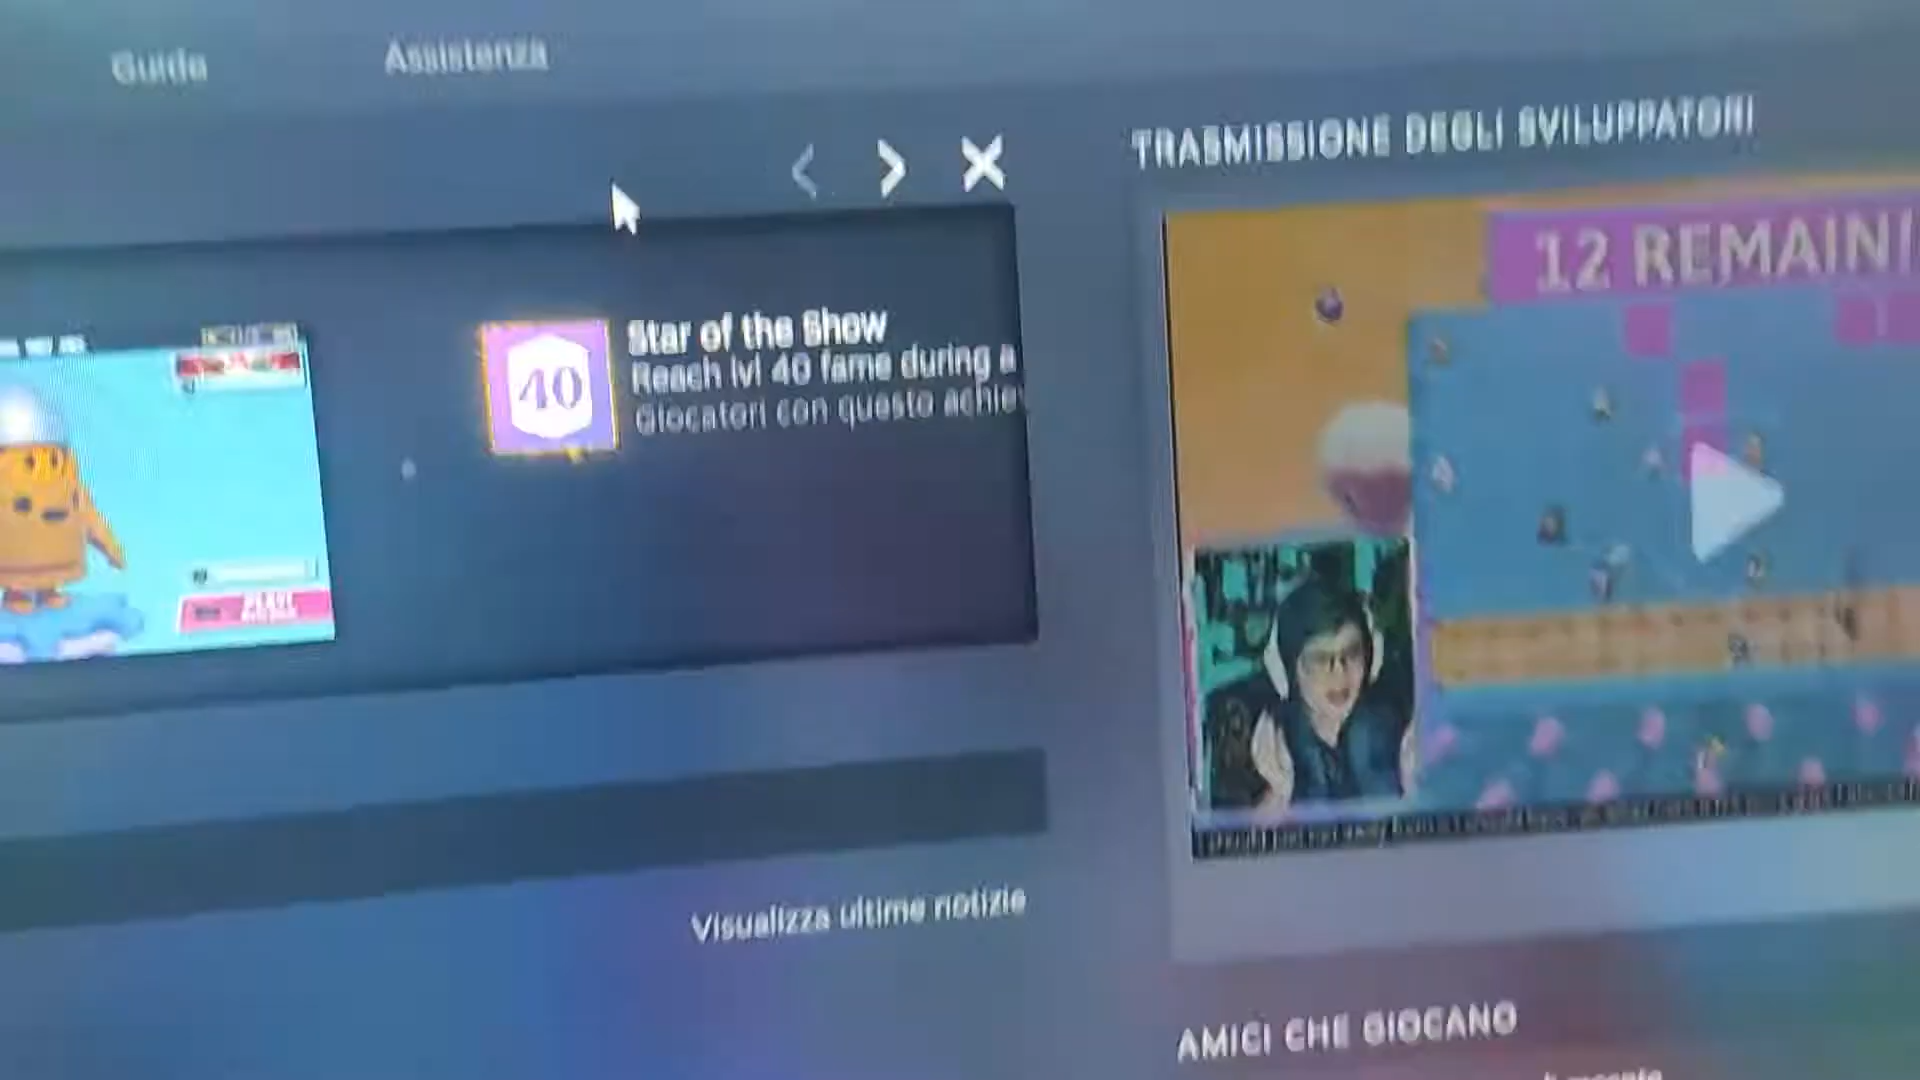 Guide
Assistenza
TRASMISSIONE DEGLI SVILUPPATORI
12 REMAINI
40
Star of the Show
Reach lvl 40 fame during a
Giocatori con questo achie
Visualizza ultime notizie
AMICI CHE GIOCANO